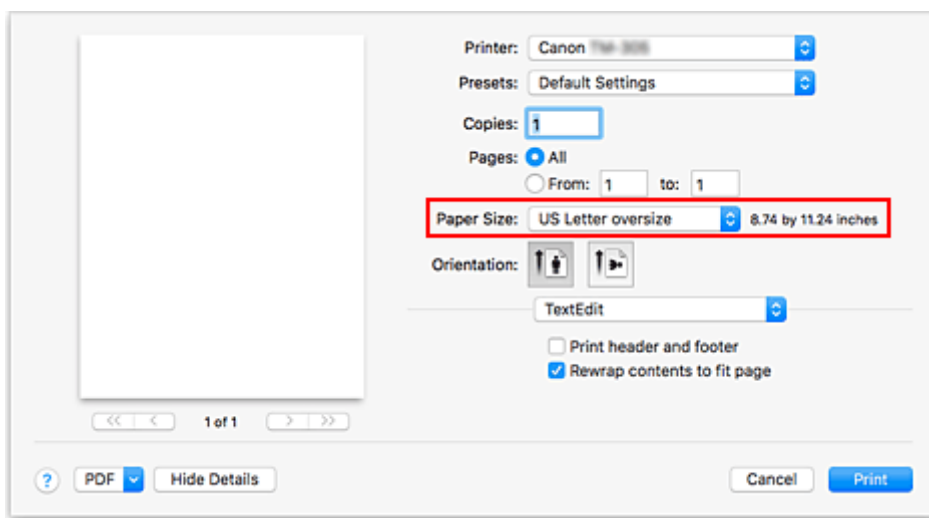 Printer: Canon
Presets: Default Settings
Copies: 1
Pages: All
From: 1 to: 1
Paper Size: US Letter oversize 8.74 by 11.24 inches
Orientation:
TextEdit
Print header and footer
Rewrap contents to fit page
<< < 1 of 1 > >>
? PDF Hide Details Cancel Print